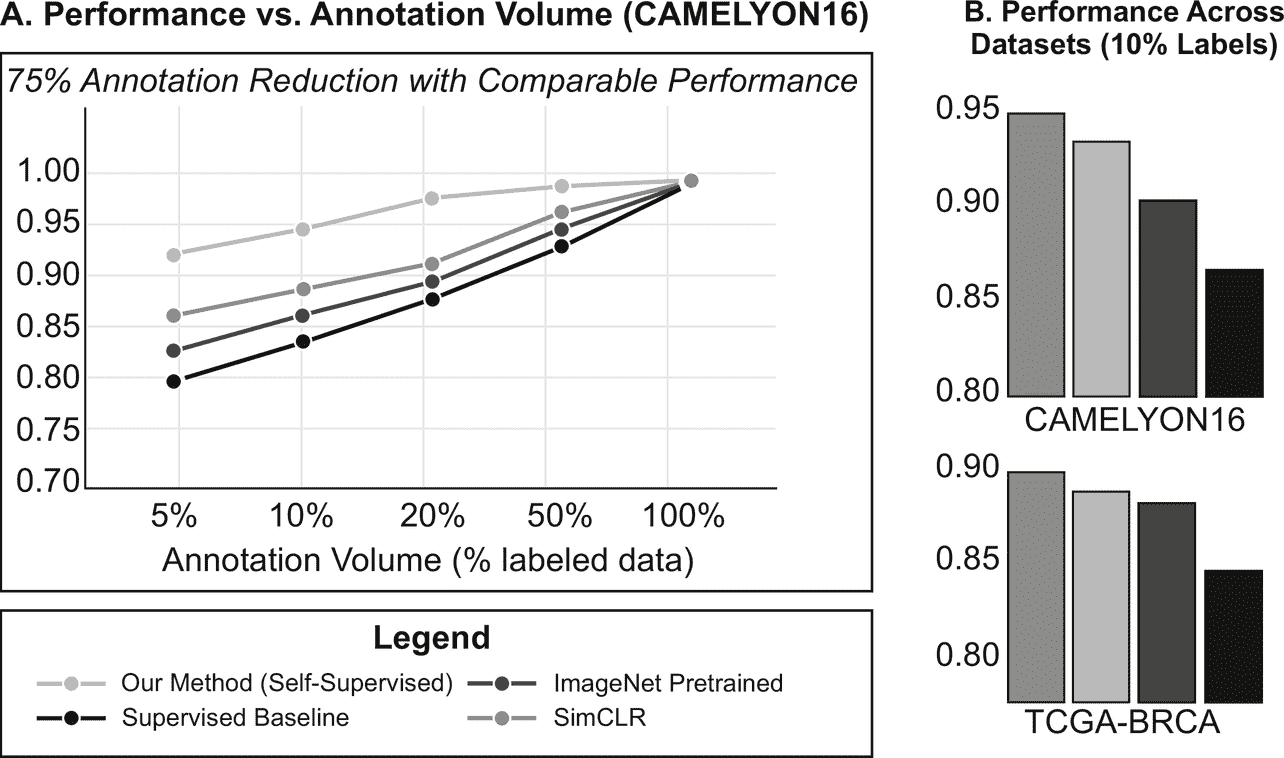 A. Performance vs. Annotation Volume (CAMELYON16)
75% Annotation Reduction with Comparable Performance
1.00
0.95
0.90
0.85
0.80
0.75
0.70
5% 10% 20% 50% 100%
Annotation Volume (% labeled data)
Legend
Our Method (Self-Supervised) ImageNet Pretrained
Supervised Baseline SimCLR
B. Performance Across
Datasets (10% Labels)
0.95
0.90
0.85
0.80
CAMELYON16
0.90
0.85
0.80
TCGA-BRCA